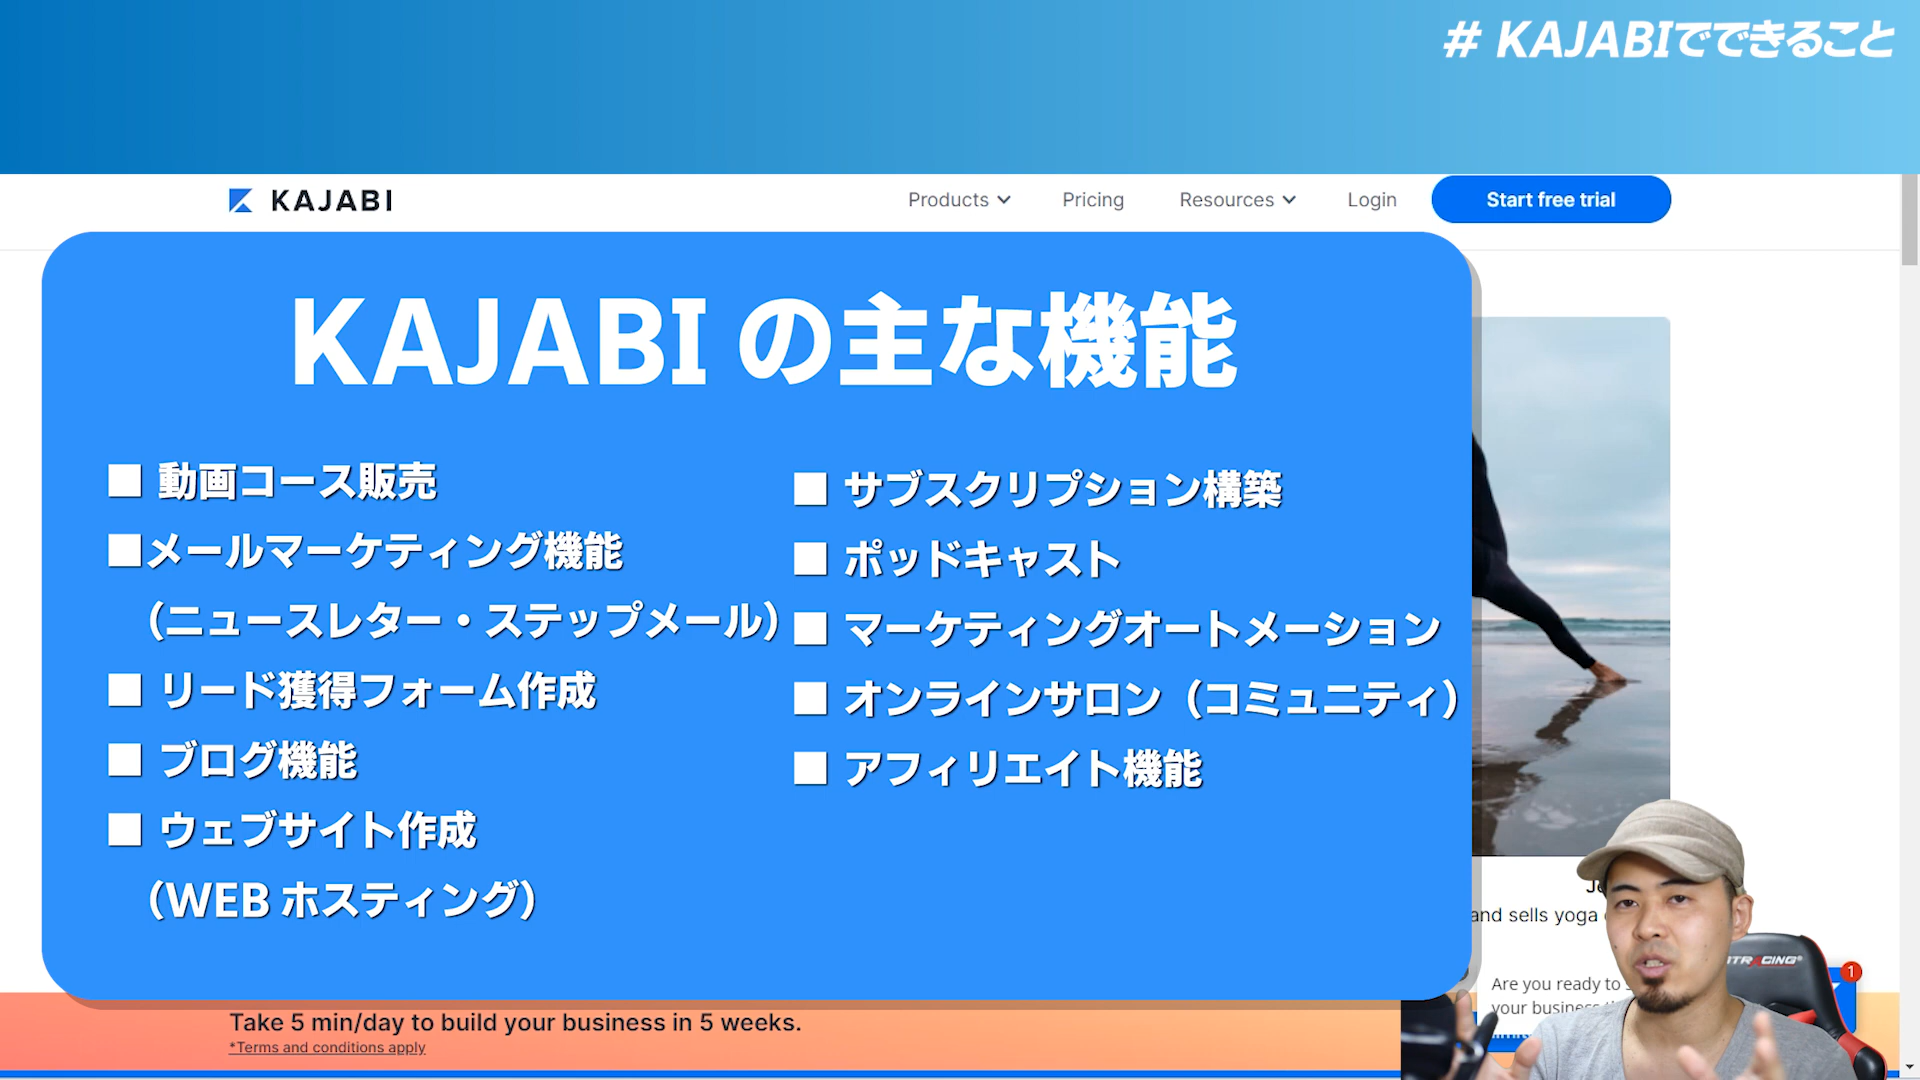 # KAJABIでできること
KAJABI
Products
Pricing
Resources
Login
Start free trial
KAJABI の主な機能
■ 動画コース販売
■メールマーケティング機能
（ニュースレター・ステップメール）
■ リード獲得フォーム作成
■ ブログ機能
■ ウェブサイト作成
（WEB ホスティング）
■ サブスクリプション構築
■ ポッドキャスト
■ マーケティングオートメーション
■ オンラインサロン（コミュニティ）
■ アフィリエイト機能
and sells yoga
Are you ready to
your business
1
Take 5 min/day to build your business in 5 weeks.
*Terms and conditions apply